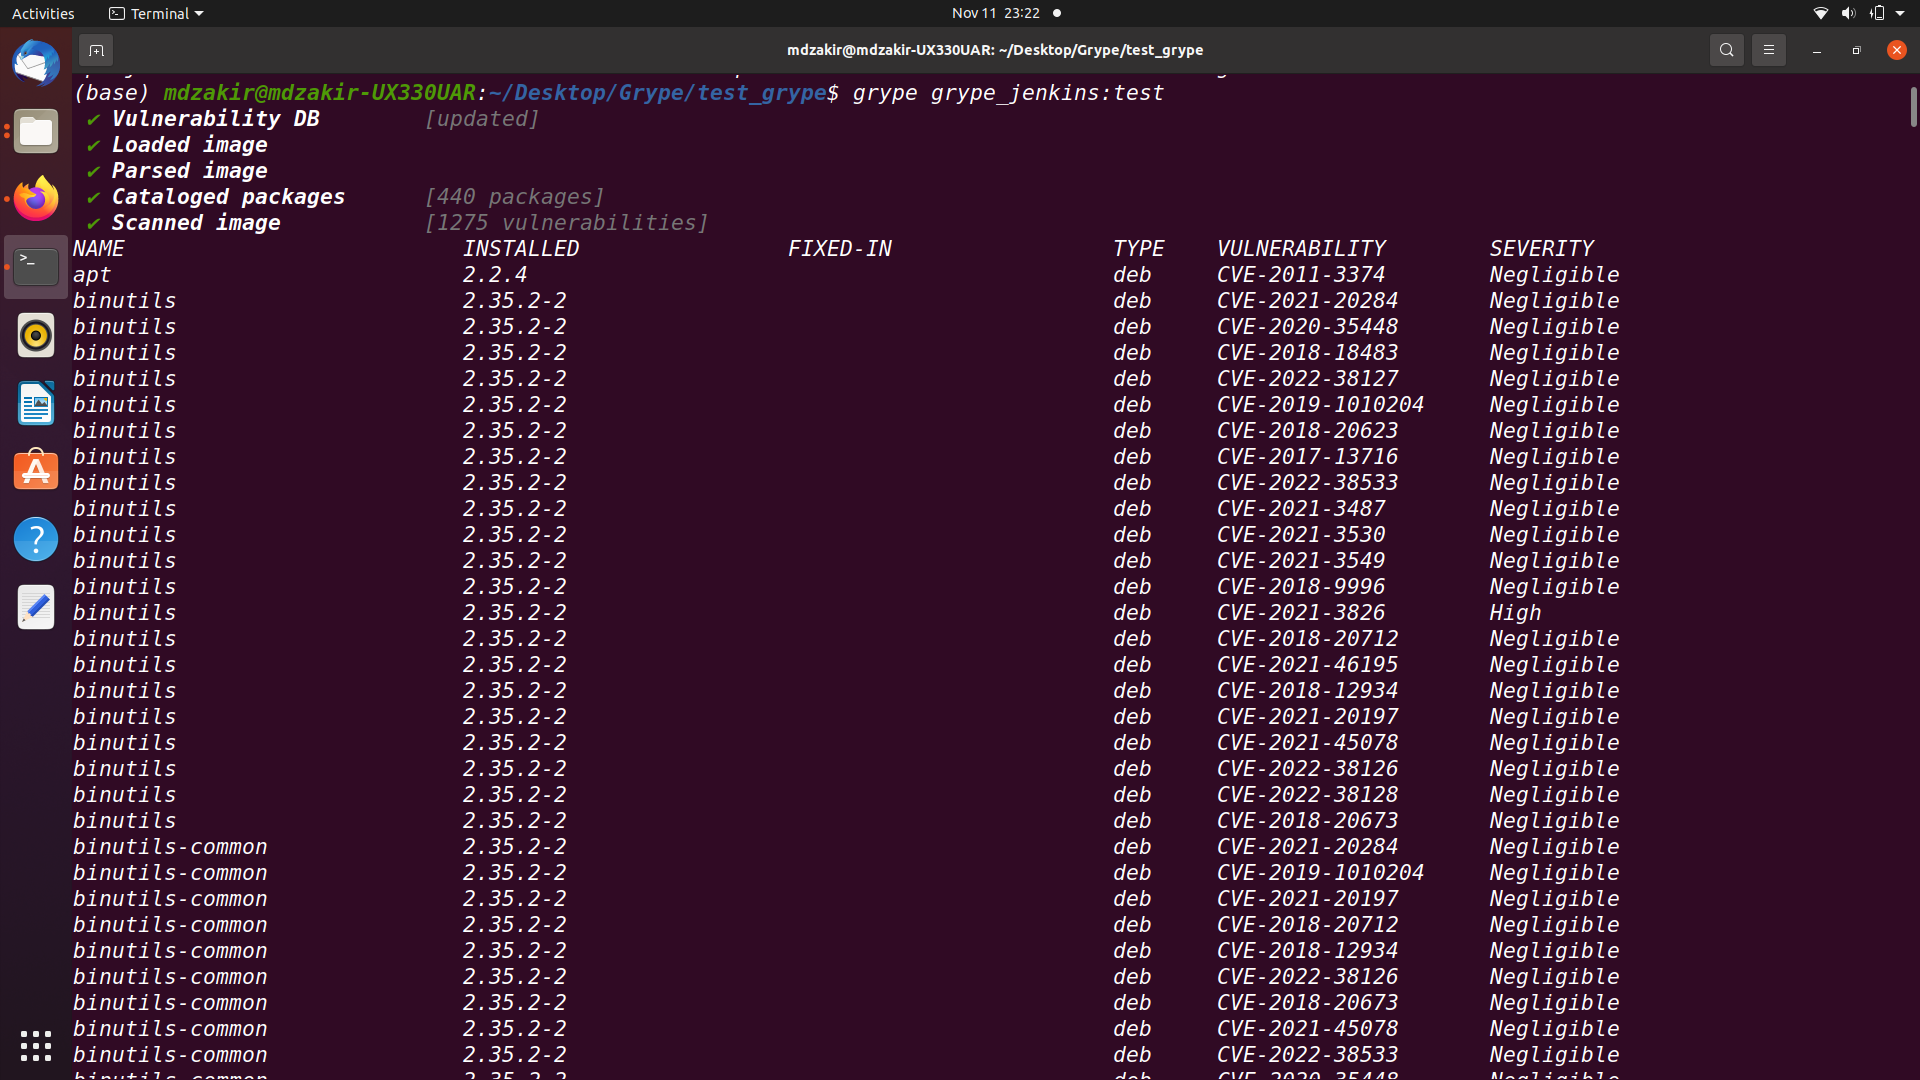 Activities Terminal Nov 11 23:22
mdzakir@mdzakir-UX330UAR: ~/Desktop/Grype/test_grype
(base) mdzakir@mdzakir-UX330UAR:~/Desktop/Grype/test_grype$ grype grype_jenkins:test
✔ Vulnerability DB [updated]
✔ Loaded image
✔ Parsed image
✔ Cataloged packages [440 packages]
✔ Scanned image [1275 vulnerabilities]
NAME INSTALLED FIXED-IN TYPE VULNERABILITY SEVERITY
apt 2.2.4 deb CVE-2011-3374 Negligible
binutils 2.35.2-2 deb CVE-2021-20284 Negligible
binutils 2.35.2-2 deb CVE-2020-35448 Negligible
binutils 2.35.2-2 deb CVE-2018-18483 Negligible
binutils 2.35.2-2 deb CVE-2022-38127 Negligible
binutils 2.35.2-2 deb CVE-2019-1010204 Negligible
binutils 2.35.2-2 deb CVE-2018-20623 Negligible
binutils 2.35.2-2 deb CVE-2017-13716 Negligible
binutils 2.35.2-2 deb CVE-2022-38533 Negligible
binutils 2.35.2-2 deb CVE-2021-3487 Negligible
binutils 2.35.2-2 deb CVE-2021-3530 Negligible
binutils 2.35.2-2 deb CVE-2021-3549 Negligible
binutils 2.35.2-2 deb CVE-2018-9996 Negligible
binutils 2.35.2-2 deb CVE-2021-3826 High
binutils 2.35.2-2 deb CVE-2018-20712 Negligible
binutils 2.35.2-2 deb CVE-2021-46195 Negligible
binutils 2.35.2-2 deb CVE-2018-12934 Negligible
binutils 2.35.2-2 deb CVE-2021-20197 Negligible
binutils 2.35.2-2 deb CVE-2021-45078 Negligible
binutils 2.35.2-2 deb CVE-2022-38126 Negligible
binutils 2.35.2-2 deb CVE-2022-38128 Negligible
binutils 2.35.2-2 deb CVE-2018-20673 Negligible
binutils-common 2.35.2-2 deb CVE-2021-20284 Negligible
binutils-common 2.35.2-2 deb CVE-2019-1010204 Negligible
binutils-common 2.35.2-2 deb CVE-2021-20197 Negligible
binutils-common 2.35.2-2 deb CVE-2018-20712 Negligible
binutils-common 2.35.2-2 deb CVE-2018-12934 Negligible
binutils-common 2.35.2-2 deb CVE-2022-38126 Negligible
binutils-common 2.35.2-2 deb CVE-2018-20673 Negligible
binutils-common 2.35.2-2 deb CVE-2021-45078 Negligible
binutils-common 2.35.2-2 deb CVE-2022-38533 Negligible
binutils-common 2.35.2-2 deb CVE-2020-35448 Negligible